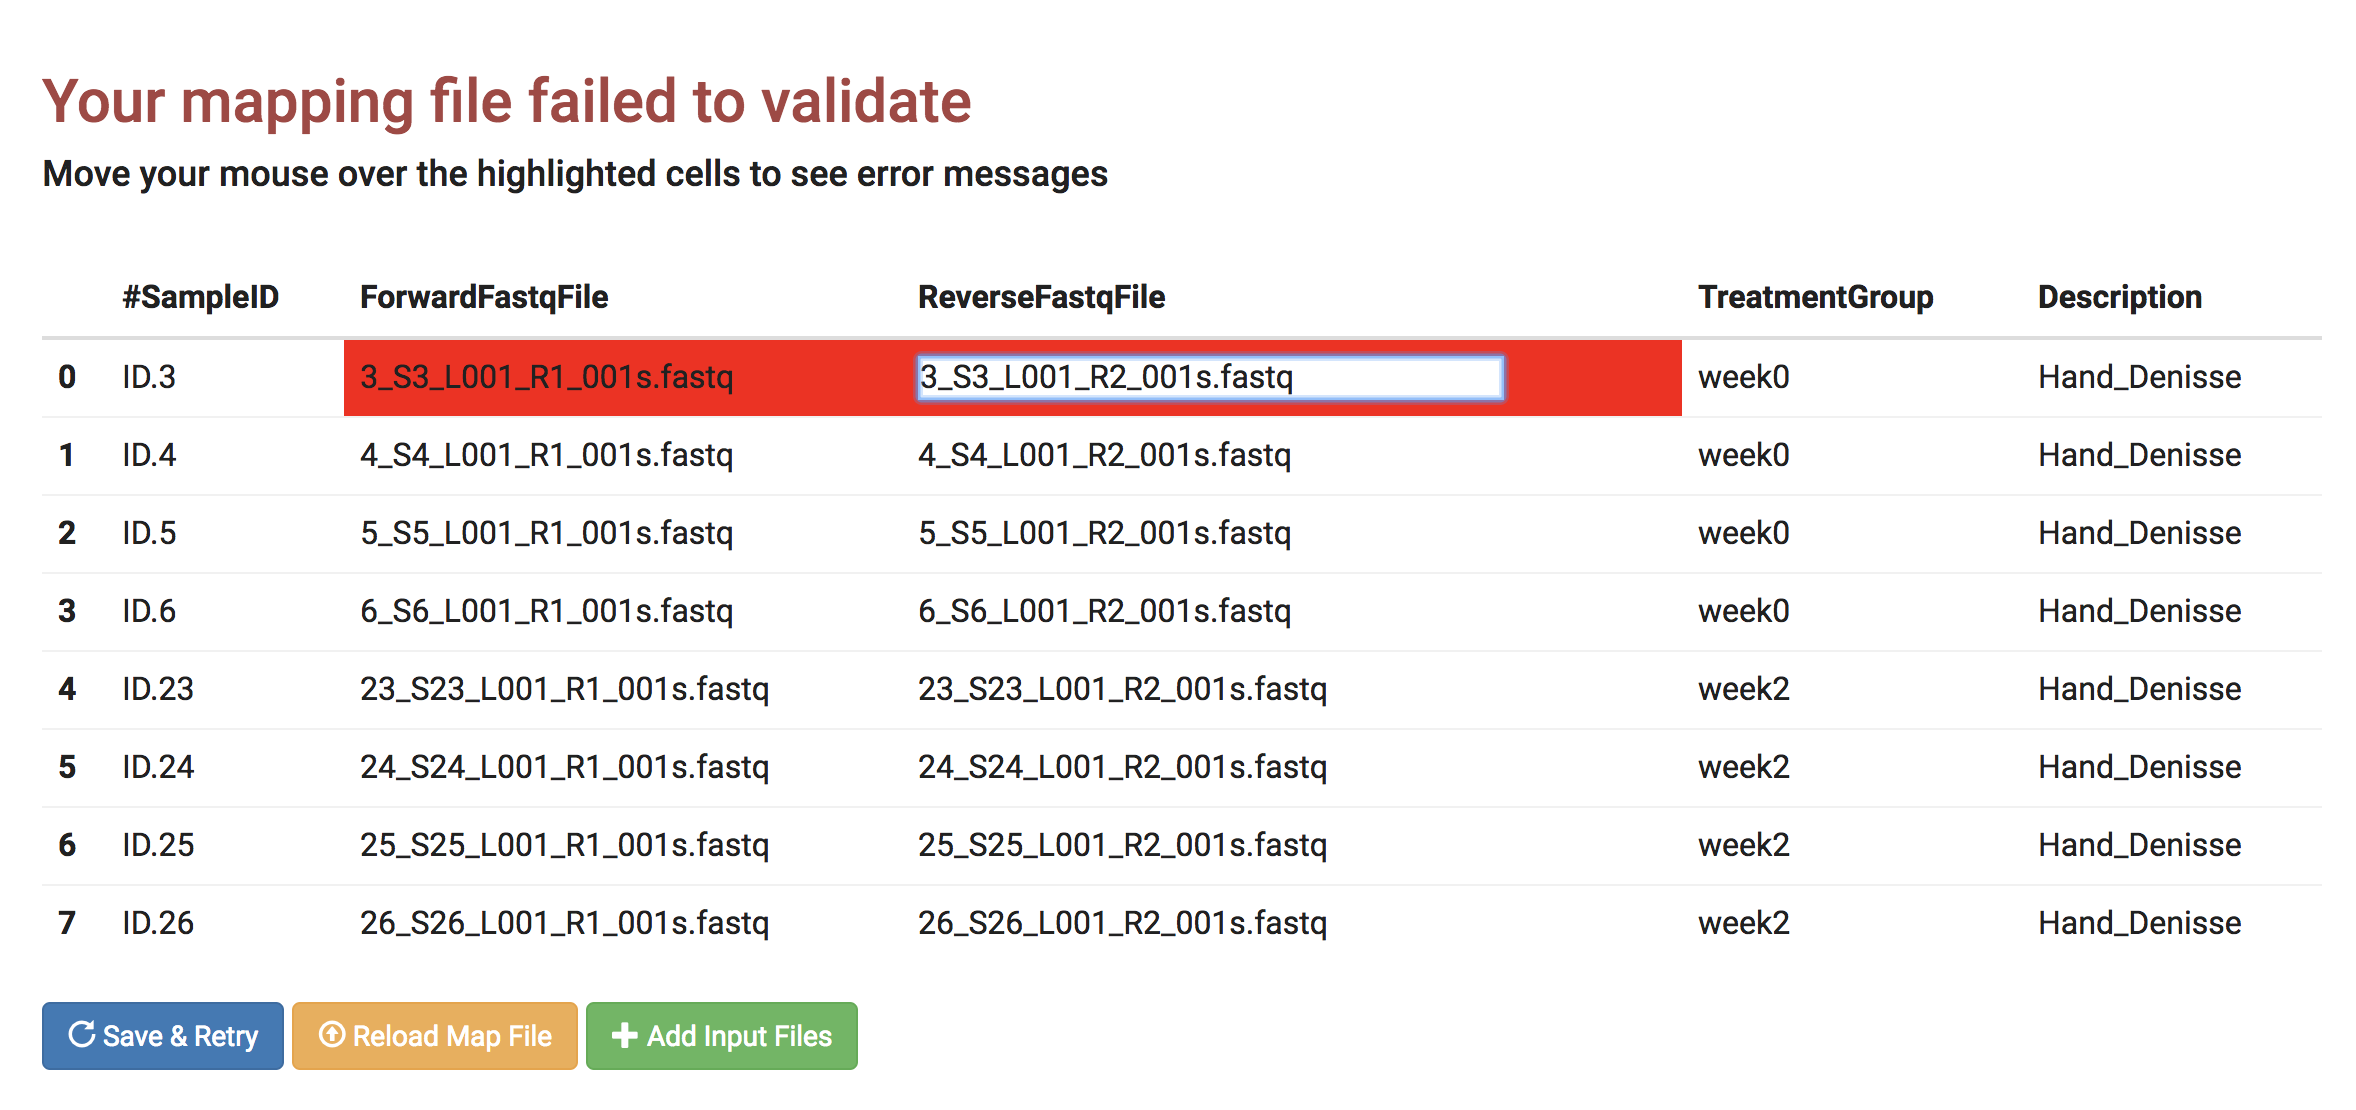 Your mapping file failed to validate
Move your mouse over the highlighted cells to see error messages
#SampleID ForwardFastqFile ReverseFastqFile TreatmentGroup Description
0 ID.3 3_S3_L001_R1_001s.fastq 3_S3_L001_R2_001s.fastq week0 Hand_Denisse
1 ID.4 4_S4_L001_R1_001s.fastq 4_S4_L001_R2_001s.fastq week0 Hand_Denisse
2 ID.5 5_S5_L001_R1_001s.fastq 5_S5_L001_R2_001s.fastq week0 Hand_Denisse
3 ID.6 6_S6_L001_R1_001s.fastq 6_S6_L001_R2_001s.fastq week0 Hand_Denisse
4 ID.23 23_S23_L001_R1_001s.fastq 23_S23_L001_R2_001s.fastq week2 Hand_Denisse
5 ID.24 24_S24_L001_R1_001s.fastq 24_S24_L001_R2_001s.fastq week2 Hand_Denisse
6 ID.25 25_S25_L001_R1_001s.fastq 25_S25_L001_R2_001s.fastq week2 Hand_Denisse
7 ID.26 26_S26_L001_R1_001s.fastq 26_S26_L001_R2_001s.fastq week2 Hand_Denisse
Save & Retry Reload Map File Add Input Files